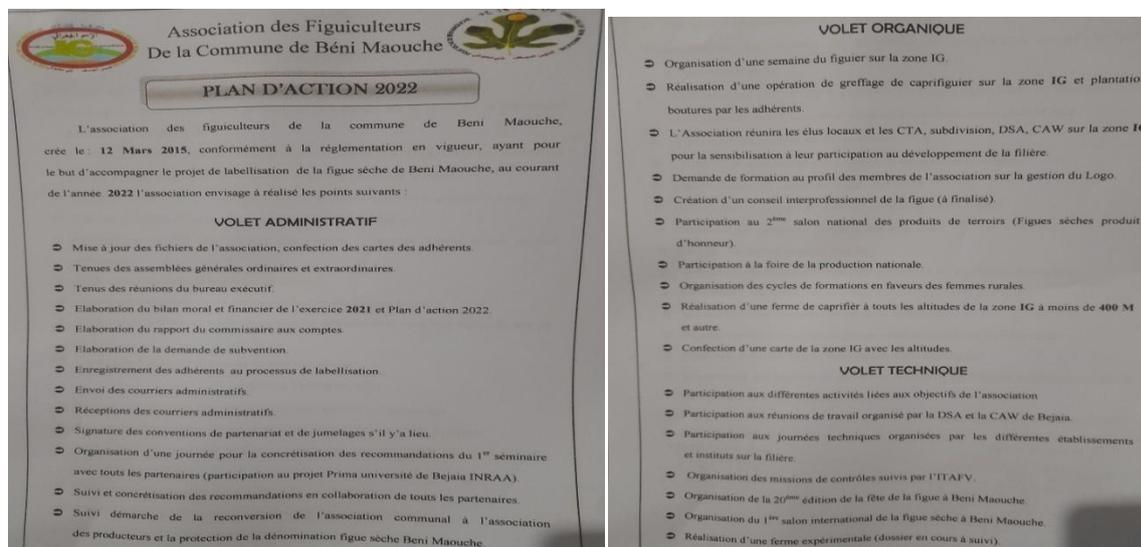 Association des Figuiculteurs
De la Commune de Béni Maouche
IG
PLAN D'ACTION 2022
L'association des figuiculteurs de la commune de Beni Maouche,
crée le : 12 Mars 2015, conformément à la réglementation en vigueur, ayant pour
le but d'accompagner le projet de labellisation de la figue sèche de Beni Maouche, au courant
de l'année 2022 l'association envisage à réalisé les points suivants :
VOLET ADMINISTRATIF
Mise à jour des fichiers de l'association, confection des cartes des adhérents.
Tenues des assemblées générales ordinaires et extraordinaires.
Tenus des réunions du bureau exécutif.
Elaboration du bilan moral et financier de l'exercice 2021 et Plan d'action 2022.
Elaboration du rapport du commissaire aux comptes.
Elaboration de la demande de subvention.
Enregistrement des adhérents au processus de labellisation.
Envoi des courriers administratifs.
Réceptions des courriers administratifs.
Signature des conventions de partenariat et de jumelages s'il y'a lieu.
Organisation d'une journée pour la concrétisation des recommandations du 1er séminaire
avec touts les partenaires (participation au projet Prima université de Bejaia INRAA).
Suivi et concrétisation des recommandations en collaboration de touts les partenaires.
Suivi démarche de la reconversion de l'association communal à l'association
des producteurs et la protection de la dénomination figue sèche Béni Maouche
VOLET ORGANIQUE
Organisation d'une semaine du figuier sur la zone IG.
Réalisation d'une opération de greffage de caprifiguier sur la zone IG et plantatio
boutures par les adhérents.
L'Association réunira les élus locaux et les CTA, subdivision, DSA, CAW sur la zone IG
pour la sensibilisation à leur participation au développement de la filière.
Demande de formation au profil des membres de l'association sur la gestion du Logo.
Création d'un conseil interprofessionnel de la figue (à finalisé).
Participation au 2ème salon national des produits de terroirs (Figues sèches produit
d'honneur).
Participation à la foire de la production nationale.
Organisation des cycles de formations en faveurs des femmes rurales.
Réalisation d'une ferme de caprifier à touts les altitudes de la zone IG à moins de 400 M
et autre.
Confection d'une carte de la zone IG avec les altitudes.
VOLET TECHNIQUE
Participation aux différentes activités liées aux objectifs de l'association
Participation aux réunions de travail organisé par la DSA et la CAW de Bejaia.
Participation aux journées techniques organisées par les différentes établissements
et instituts sur la filière.
Organisation des missions de contrôles suivis par l'ITAFV.
Organisation de la 20ème édition de la fête de la figue à Beni Maouche.
Organisation du 1ère salon international de la figue sèche à Beni Maouche.
Réalisation d'une ferme expérimentale (dossier en cours à suivi).